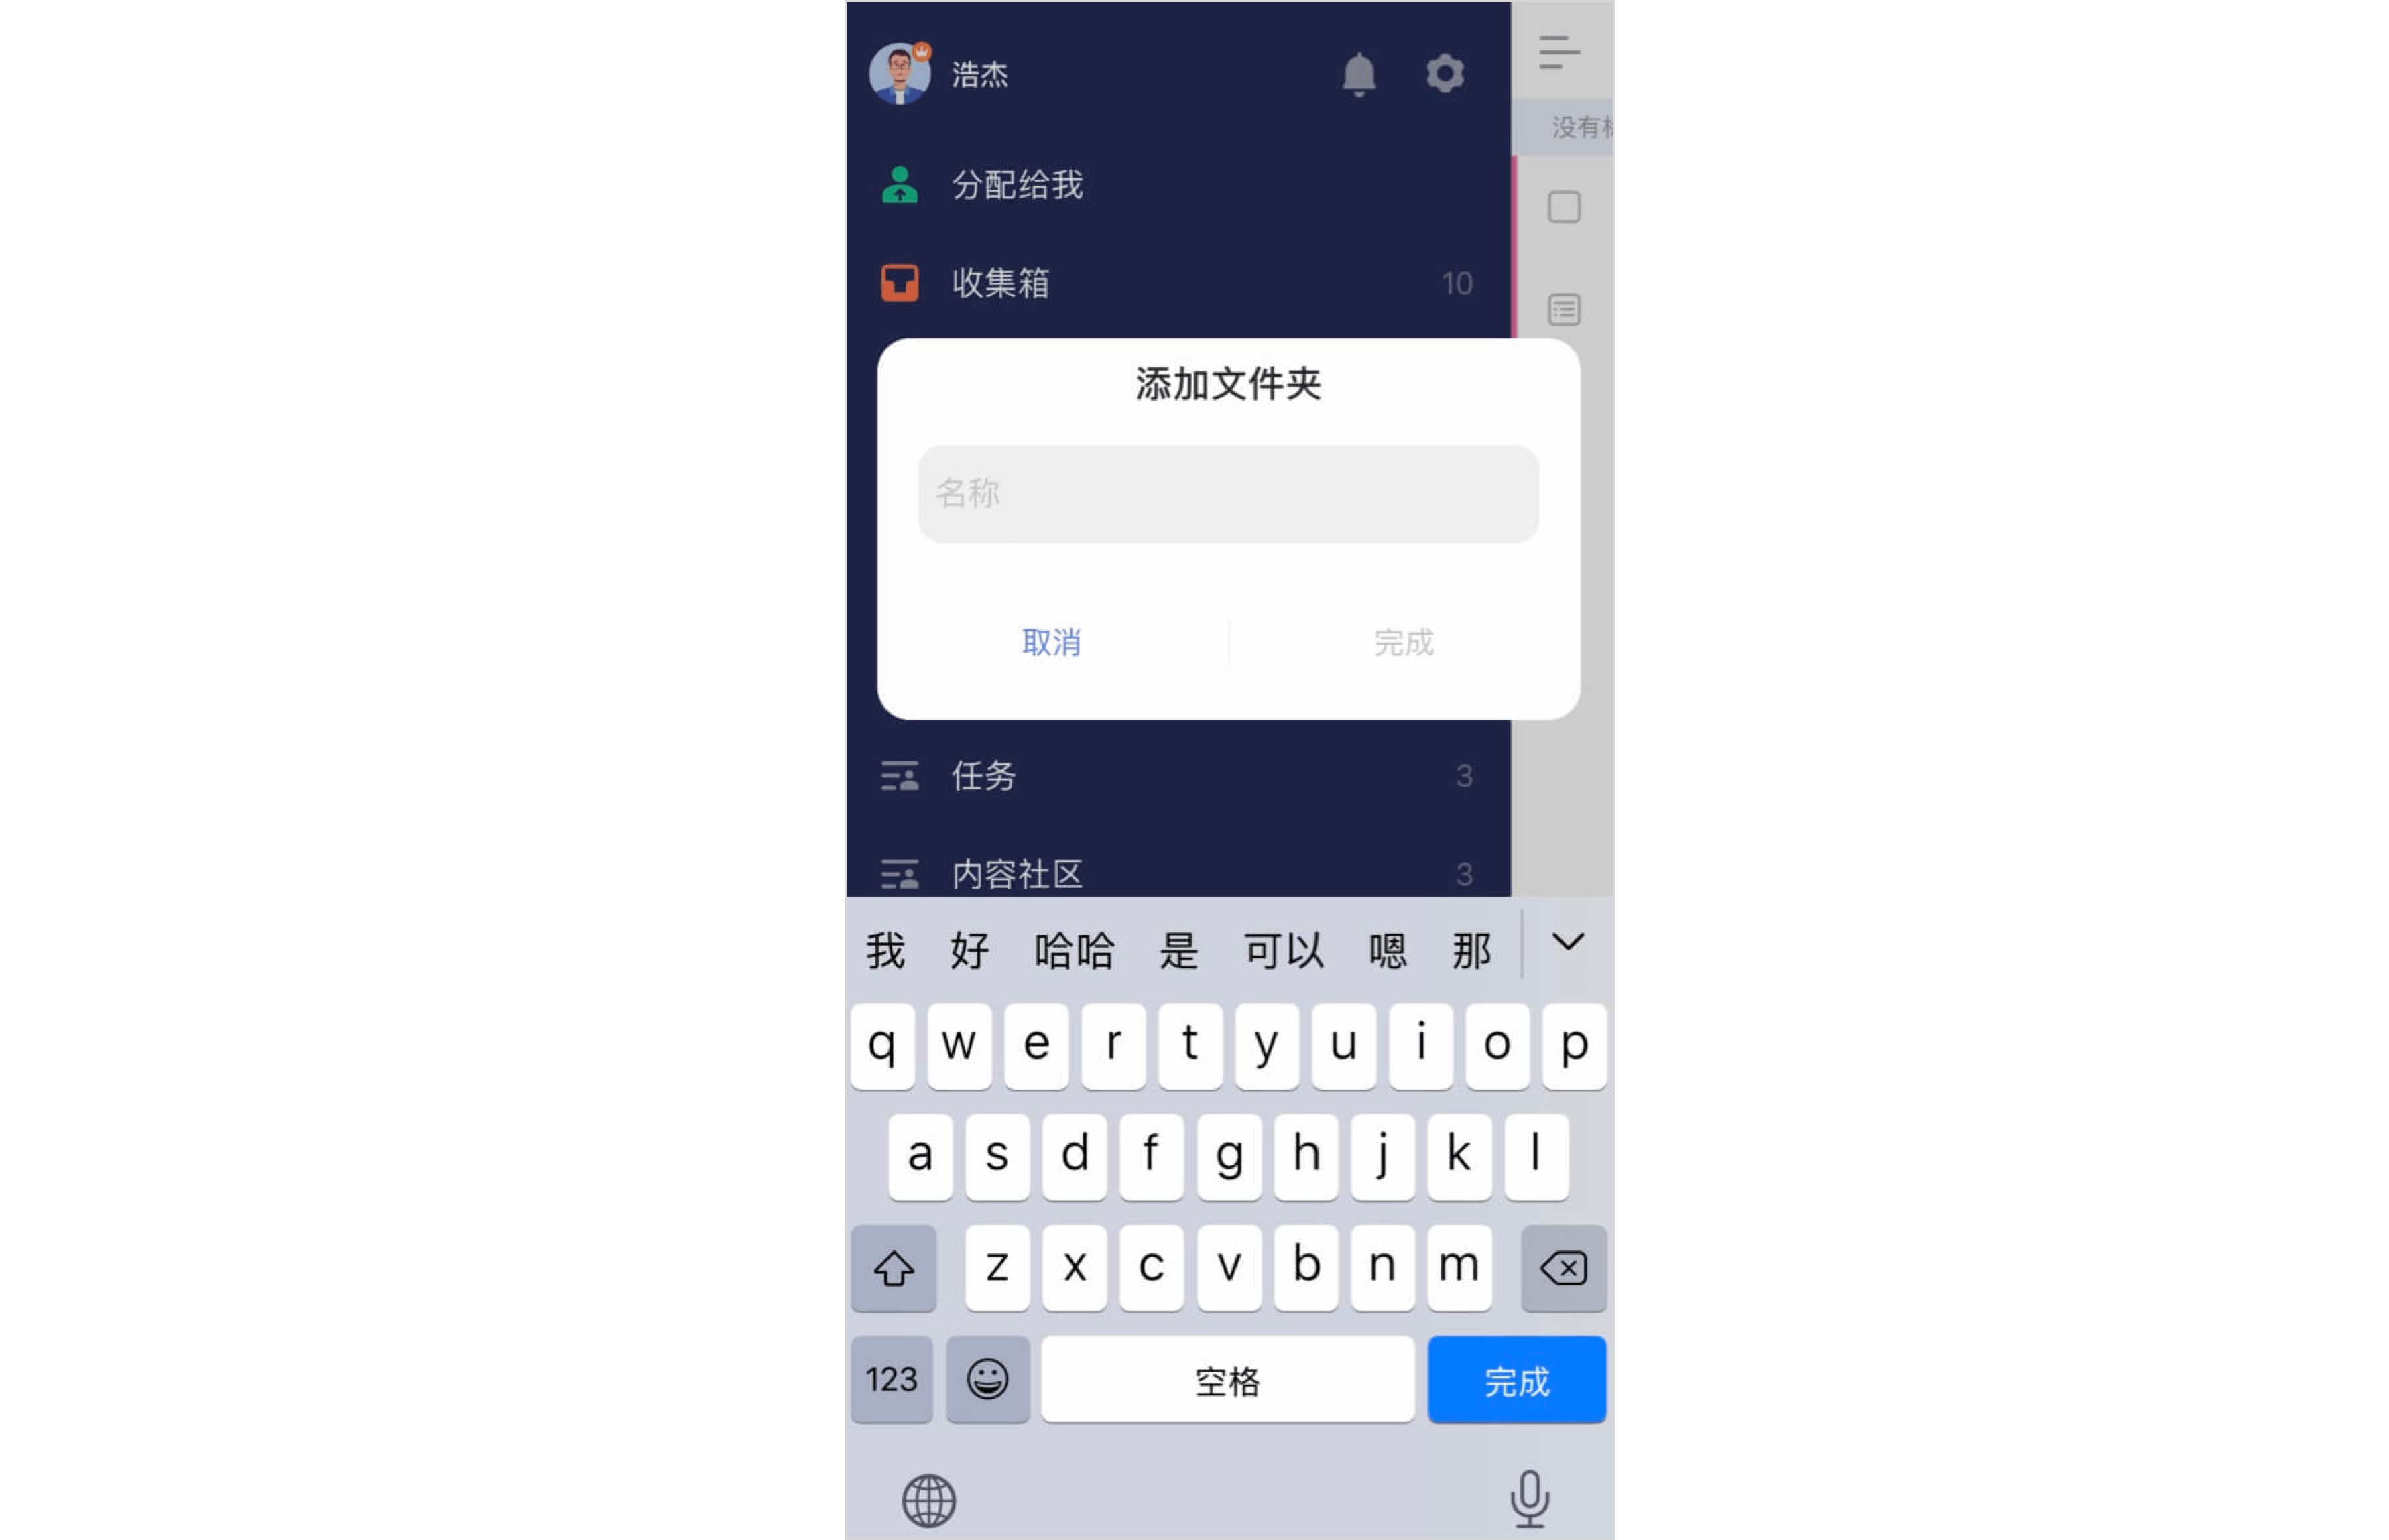 浩杰
没有
分配给我
收集箱 10
添加文件夹
名称
取消 完成
任务 3
内容社区 3
我 好 哈哈 是 可以 嗯 那
q w e r t y u i o p
a s d f g h j k l
z x c v b n m
123 空格 完成